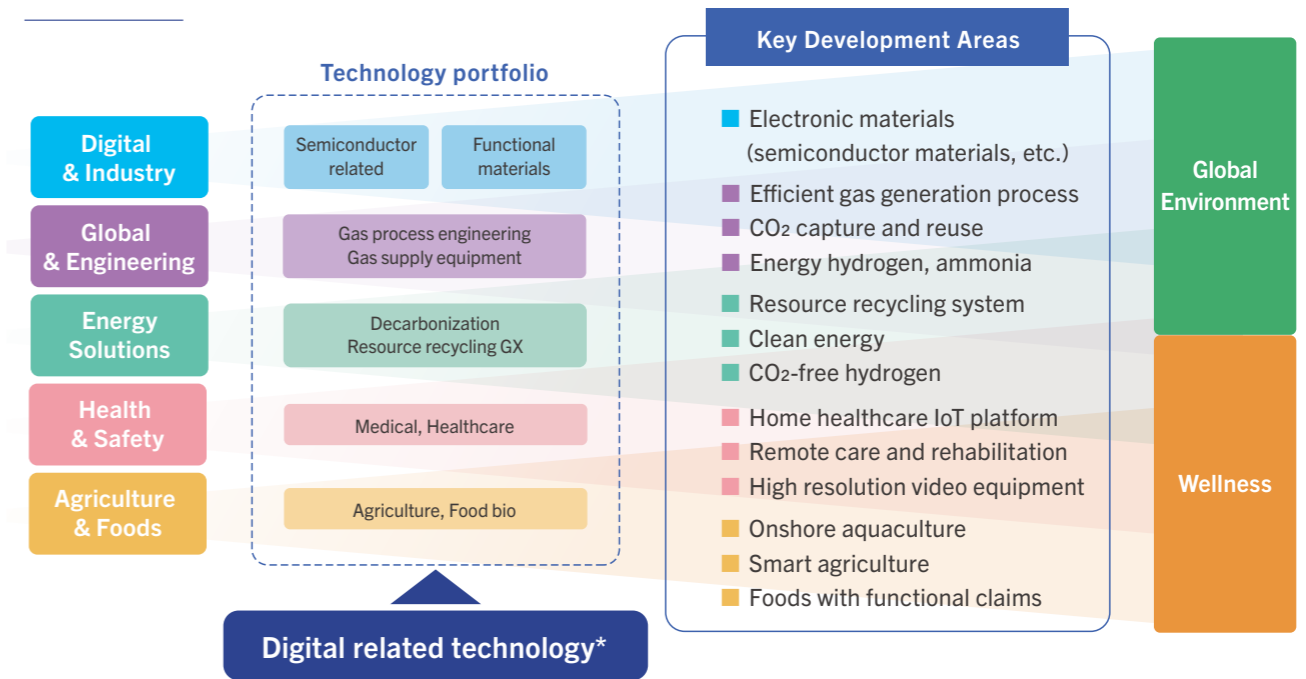 Key Development Areas
Technology portfolio
Digital
& Industry
Semiconductor
related
Functional
materials
Global
& Engineering
Gas process engineering
Gas supply equipment
Energy
Solutions
Decarbonization
Resource recycling GX
Health
& Safety
Medical, Healthcare
Agriculture
& Foods
Agriculture, Food bio
Digital related technology*
Electronic materials
(semiconductor materials, etc.)
Efficient gas generation process
CO₂ capture and reuse
Energy hydrogen, ammonia
Resource recycling system
Clean energy
CO₂-free hydrogen
Home healthcare IoT platform
Remote care and rehabilitation
High resolution video equipment
Onshore aquaculture
Smart agriculture
Foods with functional claims
Global
Environment
Wellness